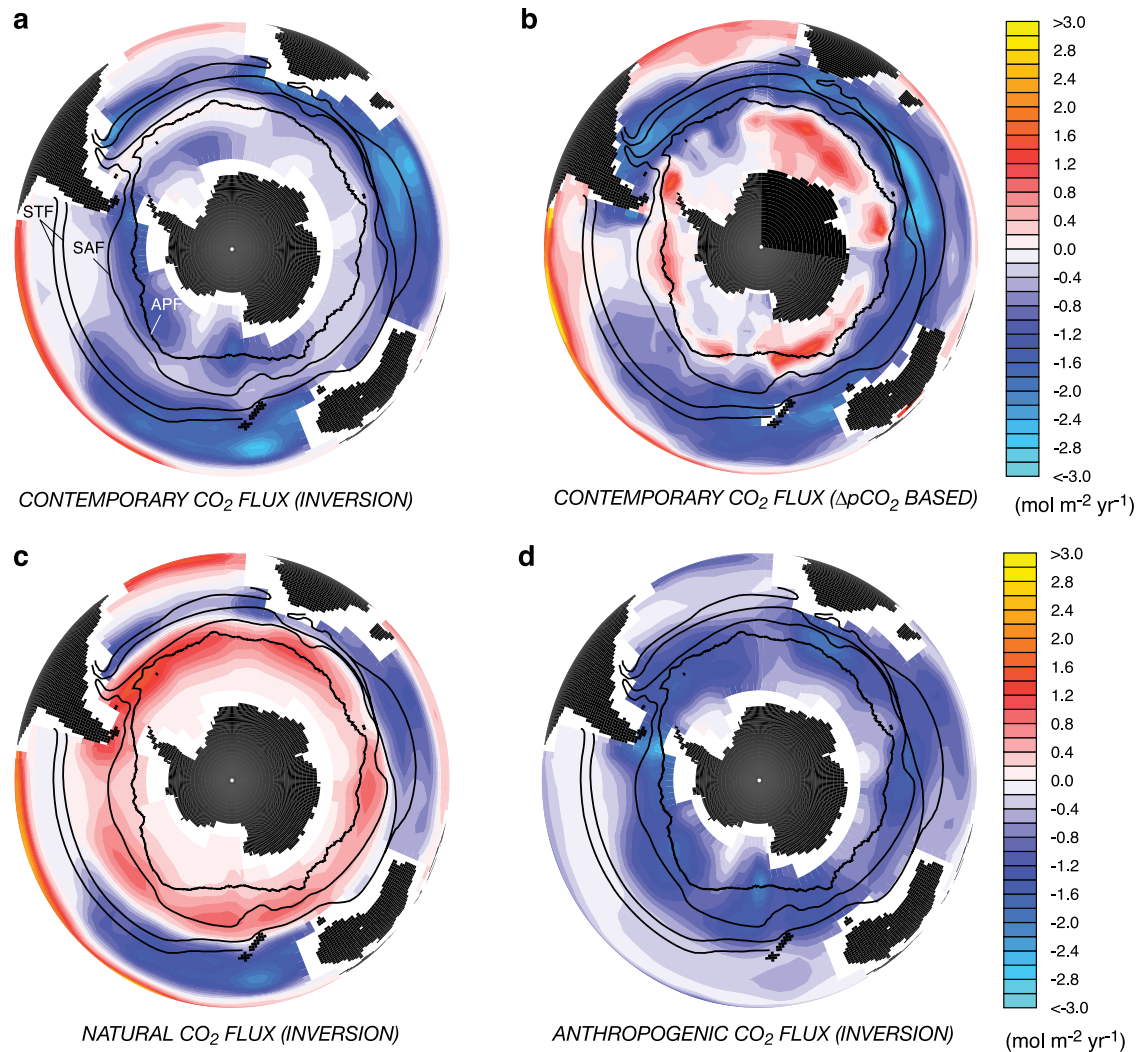 a
b
STF
SAF
APF
>3.0
2.8
2.4
2.0
1.6
1.2
0.8
0.4
0.0
-0.4
-0.8
-1.2
-1.6
-2.0
-2.4
-2.8
<-3.0
(mol m⁻² yr⁻¹)
CONTEMPORARY CO₂ FLUX (INVERSION)
CONTEMPORARY CO₂ FLUX (ΔpCO₂ BASED)
c
d
>3.0
2.8
2.4
2.0
1.6
1.2
0.8
0.4
0.0
-0.4
-0.8
-1.2
-1.6
-2.0
-2.4
-2.8
<-3.0
(mol m⁻² yr⁻¹)
NATURAL CO₂ FLUX (INVERSION)
ANTHROPOGENIC CO₂ FLUX (INVERSION)